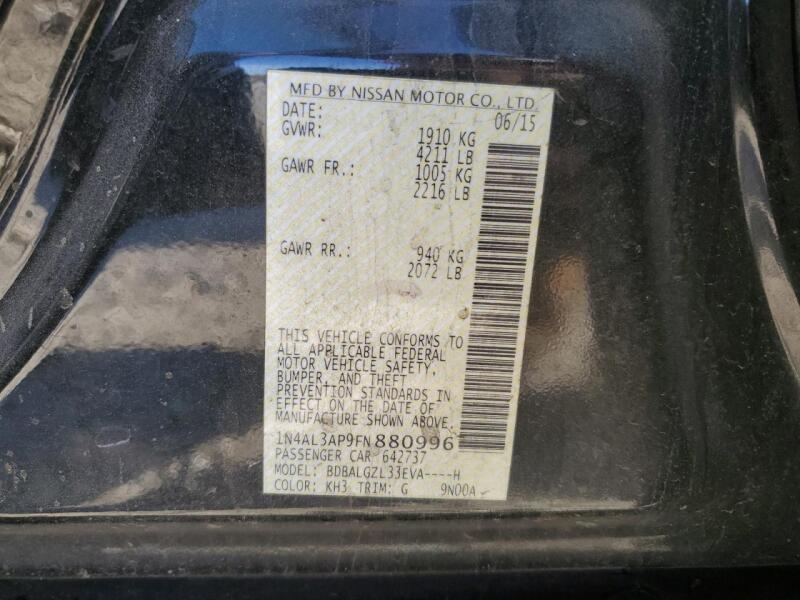 MFD BY NISSAN MOTOR CO., LTD.
DATE: 06/15
GVWR: 1910 KG
4211 LB
GAWR FR.: 1005 KG
2216 LB
GAWR RR.: 940 KG
2072 LB
THIS VEHICLE CONFORMS TO
ALL APPLICABLE FEDERAL
MOTOR VEHICLE SAFETY,
BUMPER, AND THEFT
PREVENTION STANDARDS IN
EFFECT ON THE DATE OF
MANUFACTURE SHOWN ABOVE.
1N4AL3AP9FN880996
PASSENGER CAR 642737
MODEL: BDBALGZL33EVA----H
COLOR: KH3 TRIM: G 9N00A